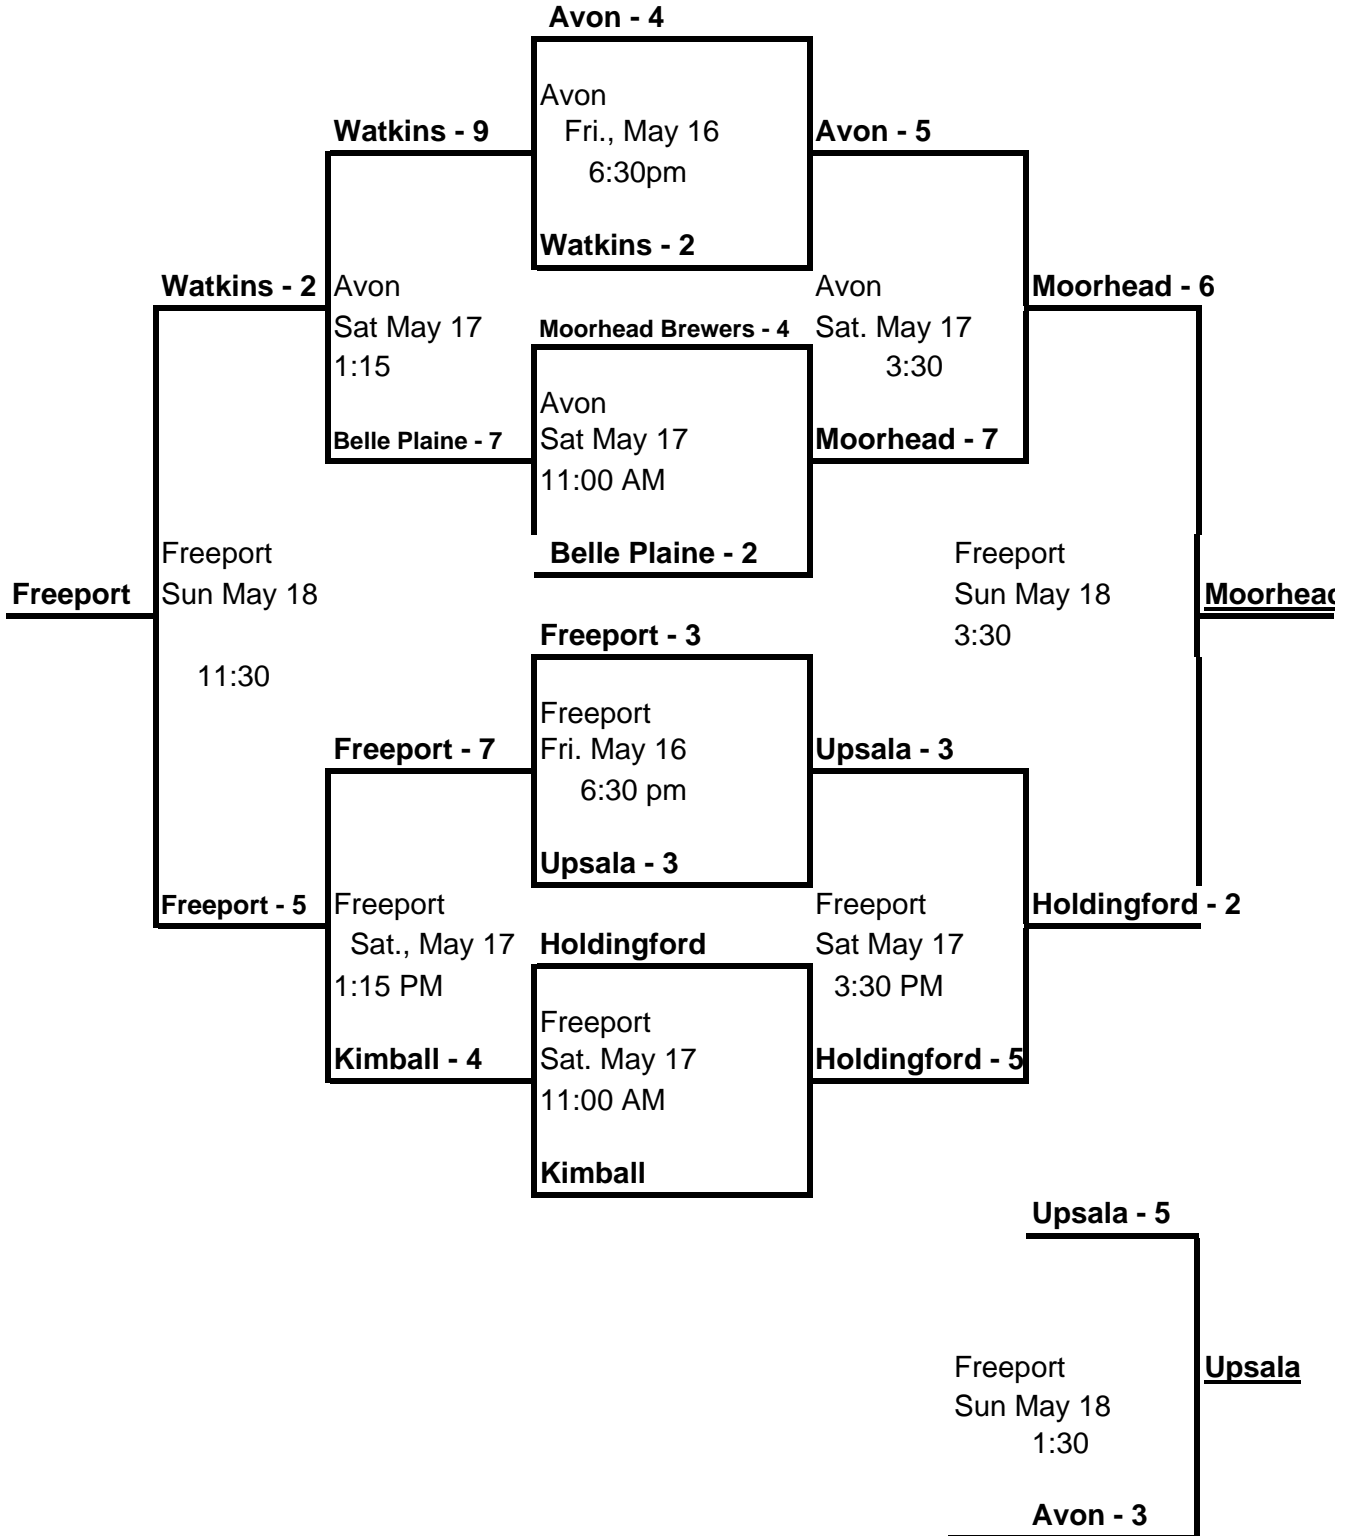 Avon - 4
Avon
Watkins - 9
Fri., May 16
Avon - 5
6:30pm
Watkins - 2
Watkins - 2
Avon
Avon
Moorhead - 6
Sat May 17
Moorhead Brewers - 4
Sat. May 17
1:15
3:30
Avon
Belle Plaine - 7
Sat May 17
Moorhead - 7
11:00 AM
Freeport
Belle Plaine - 2
Freeport
Freeport
Sun May 18
Sun May 18
Moorhead
Freeport - 3
3:30
11:30
Freeport
Freeport - 7
Fri. May 16
Upsala - 3
6:30 pm
Upsala - 3
Freeport - 5
Freeport
Freeport
Holdingford - 2
Sat., May 17
Holdingford
Sat May 17
1:15 PM
3:30 PM
Freeport
Kimball - 4
Sat. May 17
Holdingford - 5
11:00 AM
Kimball
Upsala - 5
Freeport
Upsala
Sun May 18
1:30
Avon - 3